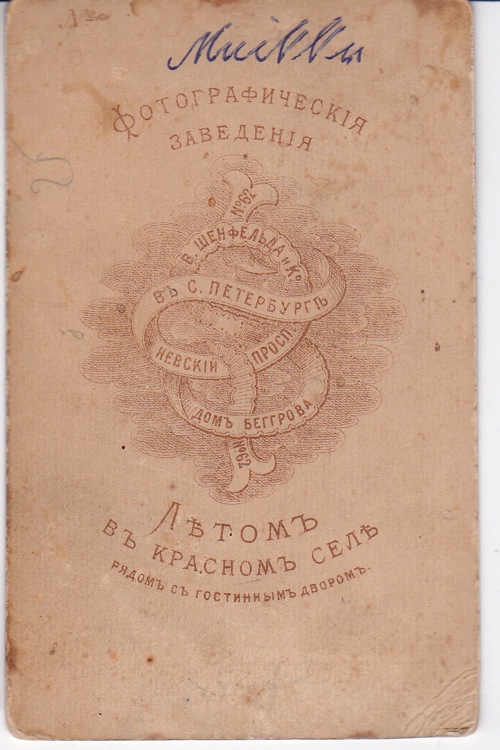 ФОТОГРАФИЧЕСКІЯ
ЗАВЕДЕНІЯ
№62
В. ШЕНФЕЛЬДА И Кº
ВЪ С. ПЕТЕРБУРГѢ
НЕВСКІЙ ПРОСП.
ДОМЪ БЕГГРОВА
№62
ЛѢТОМЪ
ВЪ КРАСНОМЪ СЕЛѢ
РЯДОМЪ СЪ ГОСТИННЫМЪ ДВОРОМЪ.